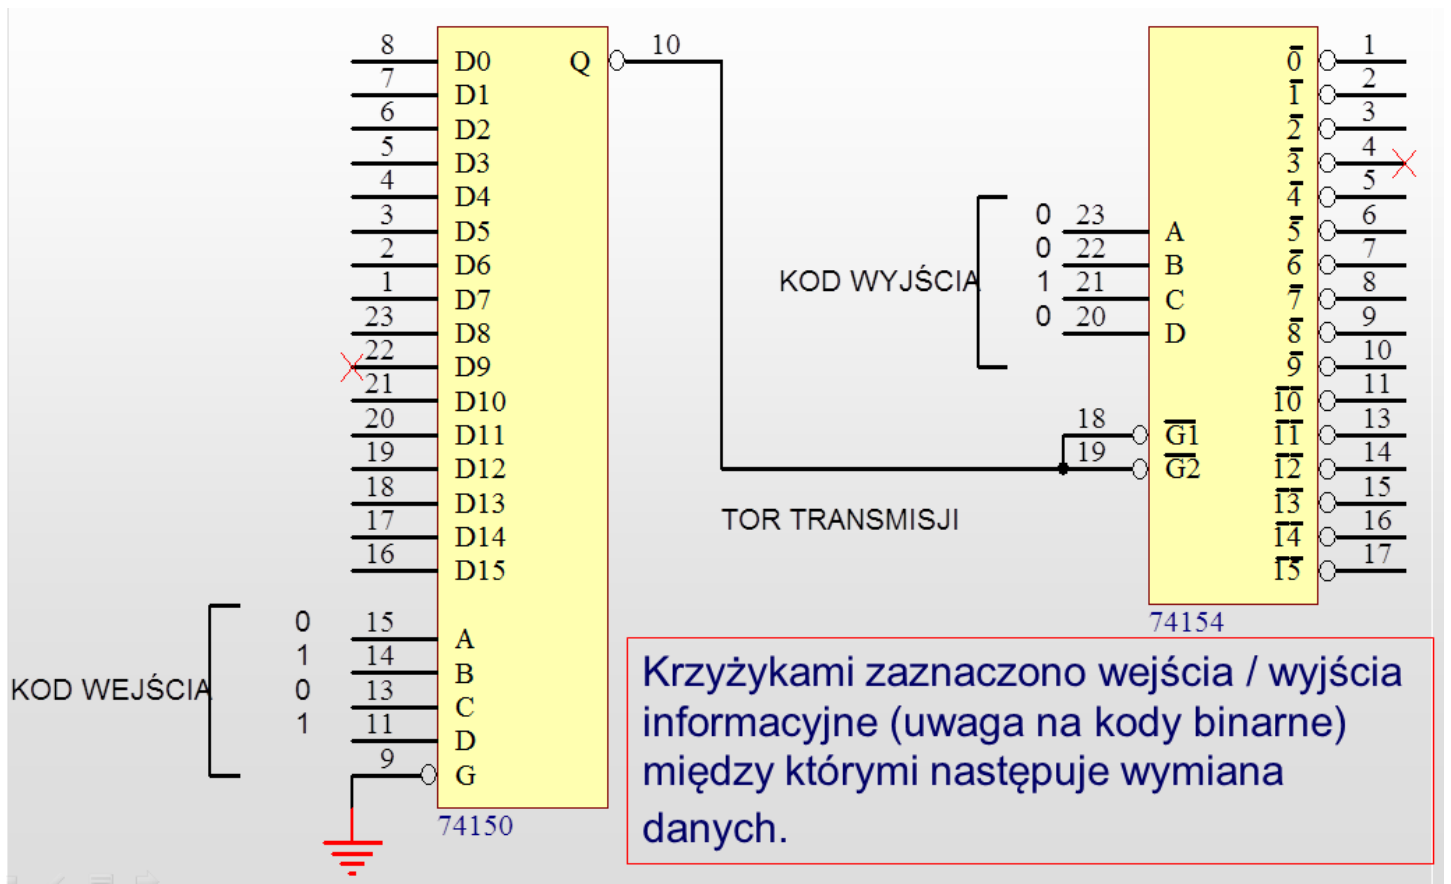 8 D0 Q 10
7 D1
6 D2
5 D3
4 D4
3 D5
2 D6
1 D7
23 D8
22 D9
21 D10
20 D11
19 D12
18 D13
17 D14
16 D15
KOD WEJŚCIA
0 15 A
1 14 B
0 13 C
1 11 D
9 G
74150
TOR TRANSMISJI
KOD WYJŚCIA
0 23 A
0 22 B
1 21 C
0 20 D
18 G1
19 G2
0 1
1 2
2 3
3 4
4 5
5 6
6 7
7 8
8 9
9 10
10 11
11 13
12 14
13 15
14 16
15 17
74154
Krzyżykami zaznaczono wejścia / wyjścia
informacyjne (uwaga na kody binarne)
między którymi następuje wymiana
danych.